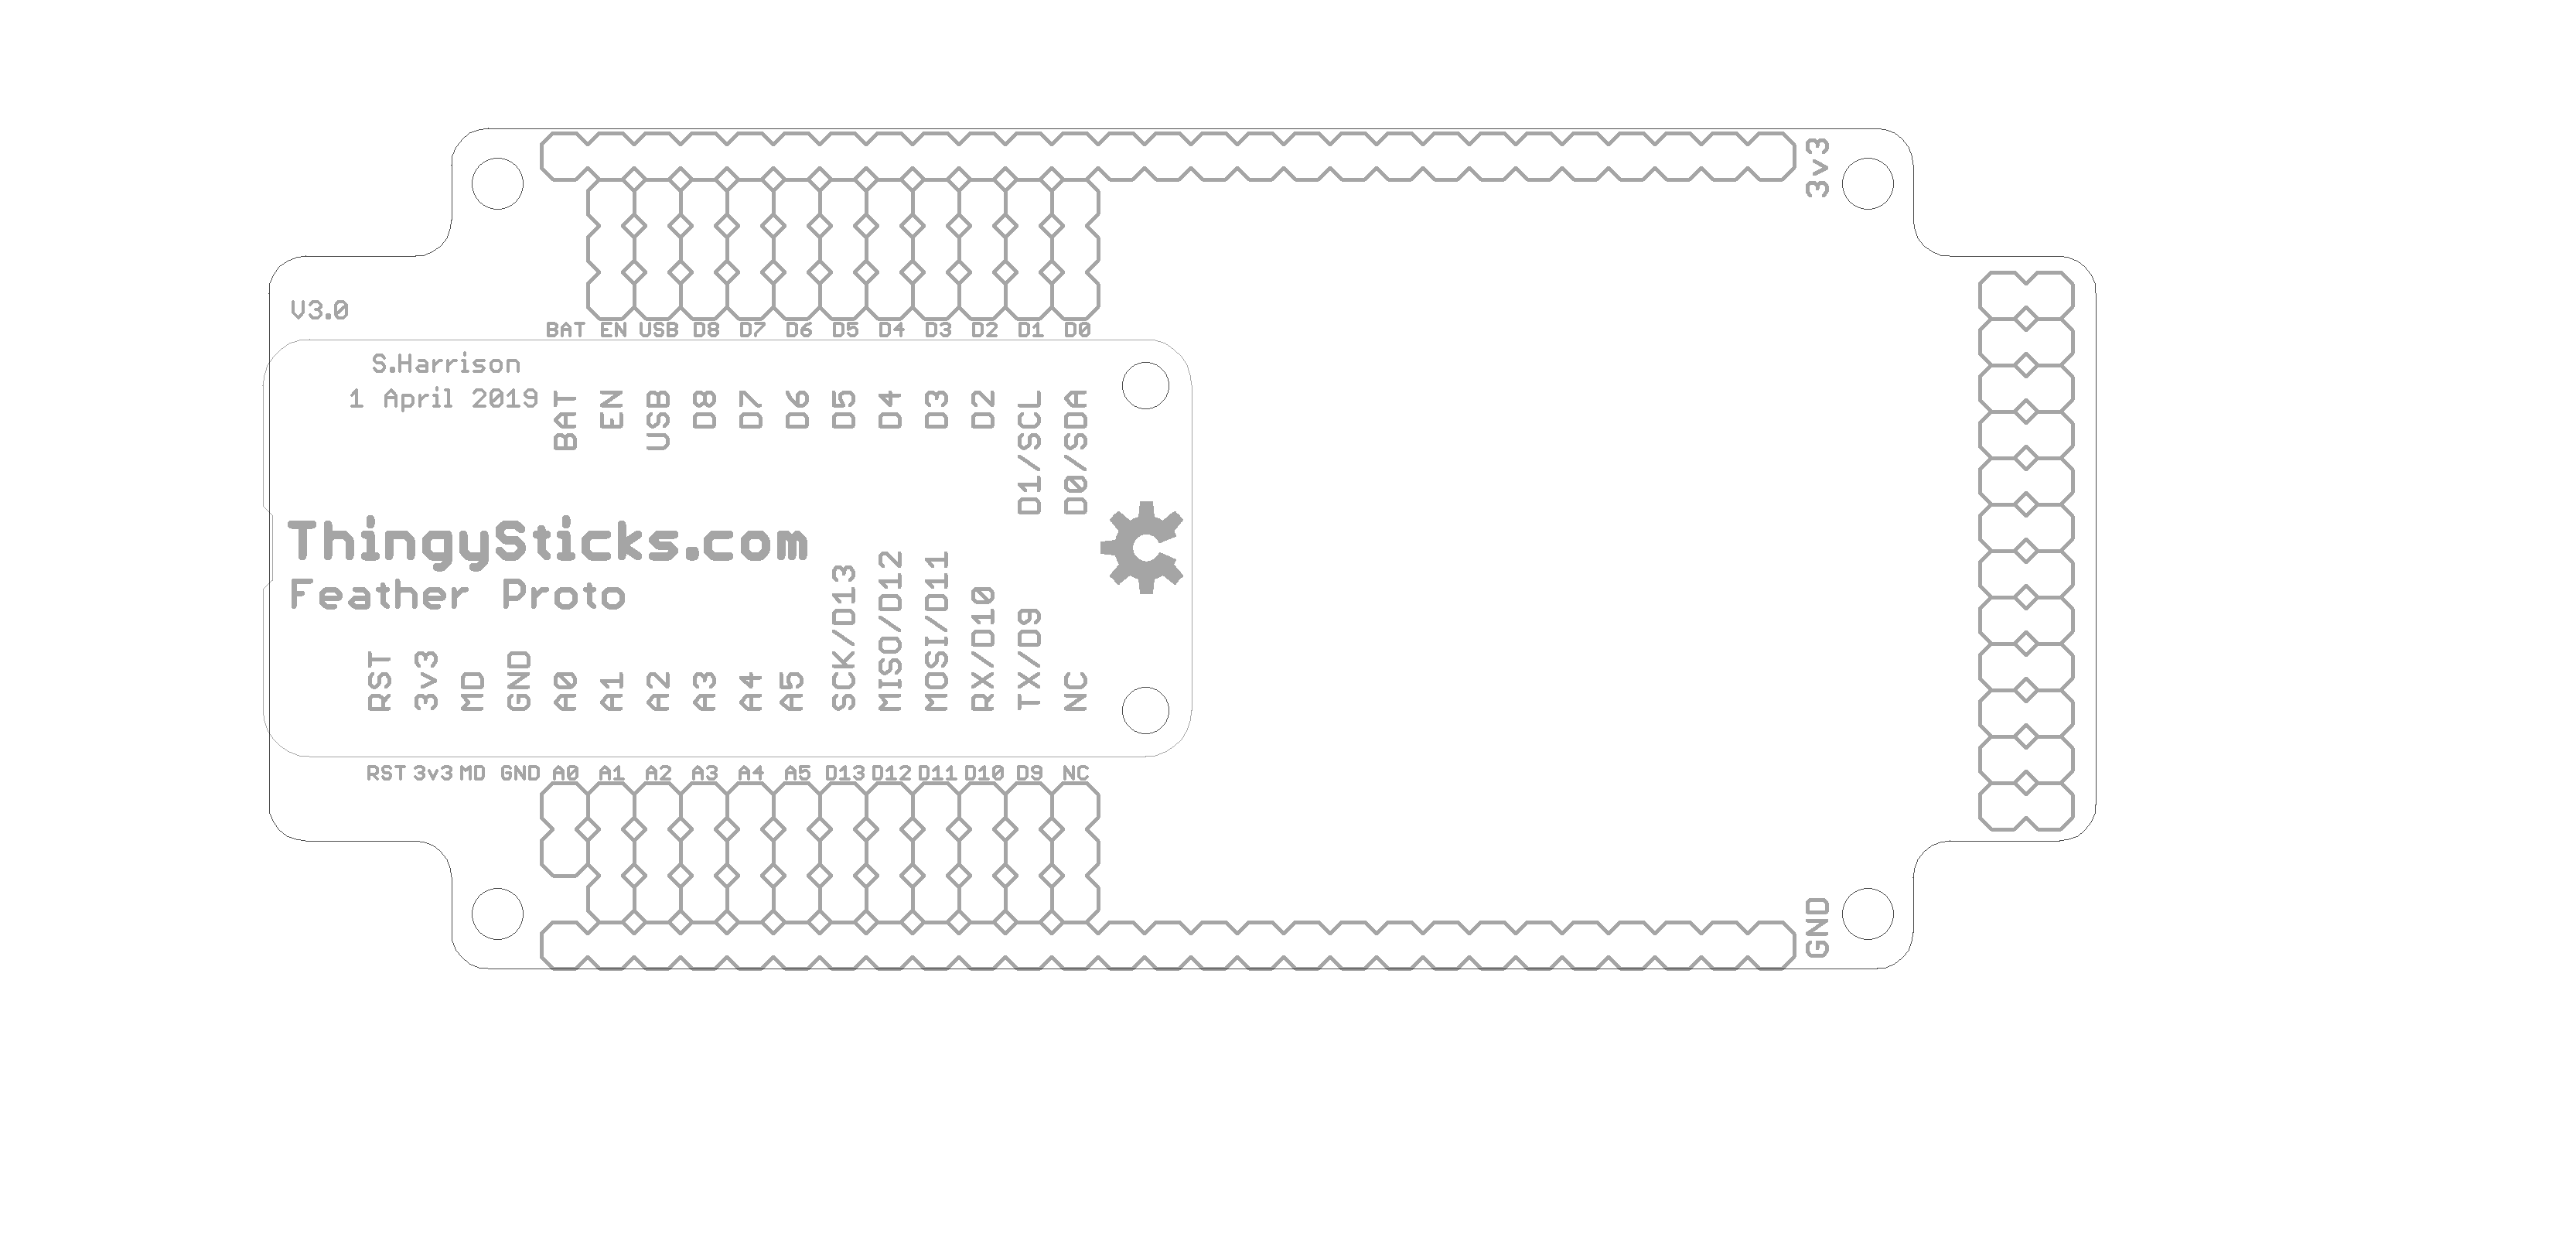 3v3
V3.0
BAT EN USB D8 D7 D6 D5 D4 D3 D2 D1 D0
S.Harrison
1 April 2019
BAT EN USB D8 D7 D6 D5 D4 D3 D2 D1/SCL D0/SDA
ThingySticks.com
Feather Proto
RST 3v3 MD GND A0 A1 A2 A3 A4 A5 SCK/D13 MISO/D12 MOSI/D11 RX/D10 TX/D9 NC
RST 3v3 MD GND A0 A1 A2 A3 A4 A5 D13 D12 D11 D10 D9 NC
GND